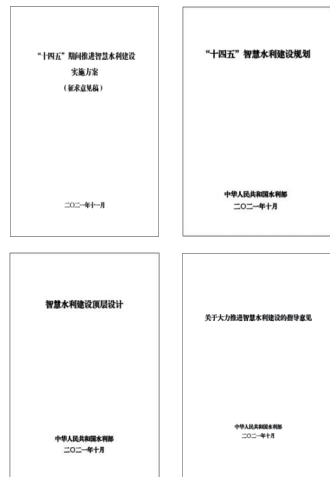 “十四五”期间推进智慧水利建设
实施方案
（征求意见稿）
二〇二一年十一月
“十四五”智慧水利建设规划
中华人民共和国水利部
二〇二一年十月
智慧水利建设顶层设计
中华人民共和国水利部
二〇二一年十月
关于大力推进智慧水利建设的指导意见
中华人民共和国水利部
二〇二一年十月